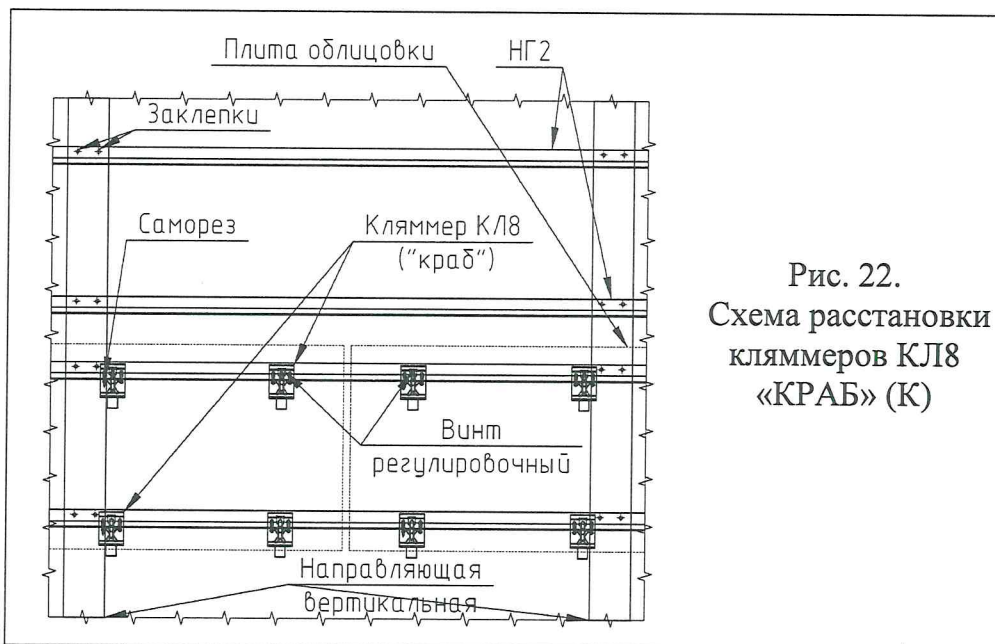 Плита облицовки
НГ2
Заклепки
Саморез
Кляммер КЛ8
("краб")
Винт
регулировочный
Направляющая
вертикальная
Рис. 22.
Схема расстановки
кляммеров КЛ8
«КРАБ» (К)